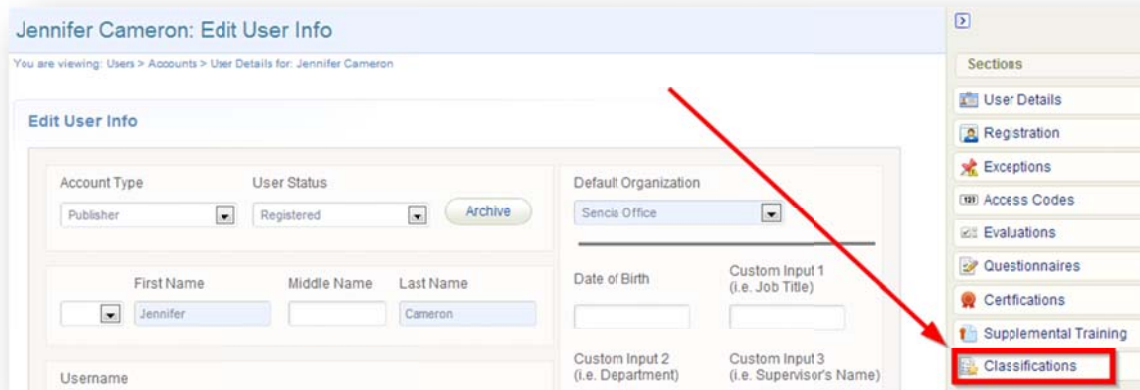 Jennifer Cameron: Edit User Info
You are viewing: Users > Accounts > User Details for: Jennifer Cameron
Edit User Info
Account Type
User Status
Publisher
Registered
Archive
First Name
Middle Name
Last Name
Jennifer
Cameron
Username
Default Organization
Sencia Office
Date of Birth
Custom Input 1
(i.e. Job Title)
Custom Input 2
(i.e. Department)
Custom Input 3
(i.e. Supervisor's Name)
Sections
User Details
Registration
Exceptions
Access Codes
Evaluations
Questionnaires
Certifications
Supplemental Training
Classifications